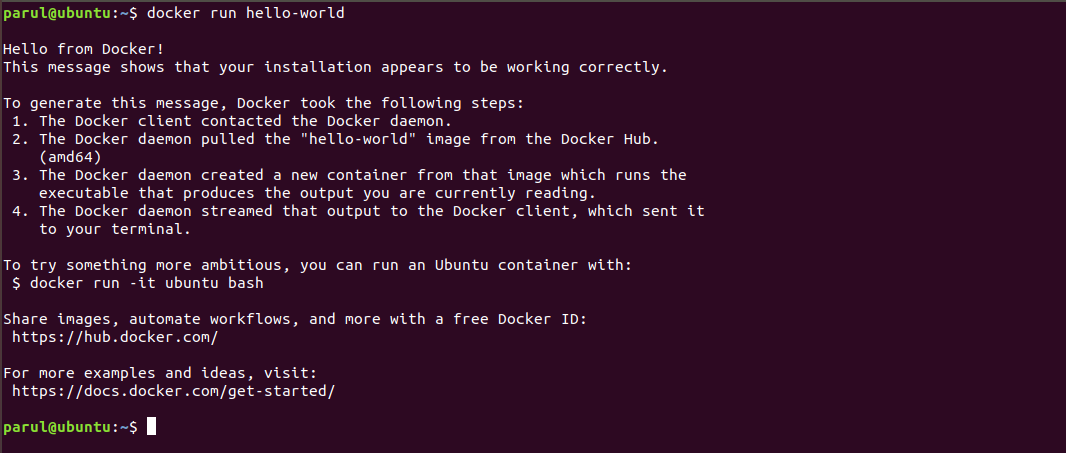 parul@ubuntu:~$ docker run hello-world
Hello from Docker!
This message shows that your installation appears to be working correctly.
To generate this message, Docker took the following steps:
1. The Docker client contacted the Docker daemon.
2. The Docker daemon pulled the "hello-world" image from the Docker Hub.
(amd64)
3. The Docker daemon created a new container from that image which runs the
executable that produces the output you are currently reading.
4. The Docker daemon streamed that output to the Docker client, which sent it
to your terminal.
To try something more ambitious, you can run an Ubuntu container with:
$ docker run -it ubuntu bash
Share images, automate workflows, and more with a free Docker ID:
https://hub.docker.com/
For more examples and ideas, visit:
https://docs.docker.com/get-started/
parul@ubuntu:~$